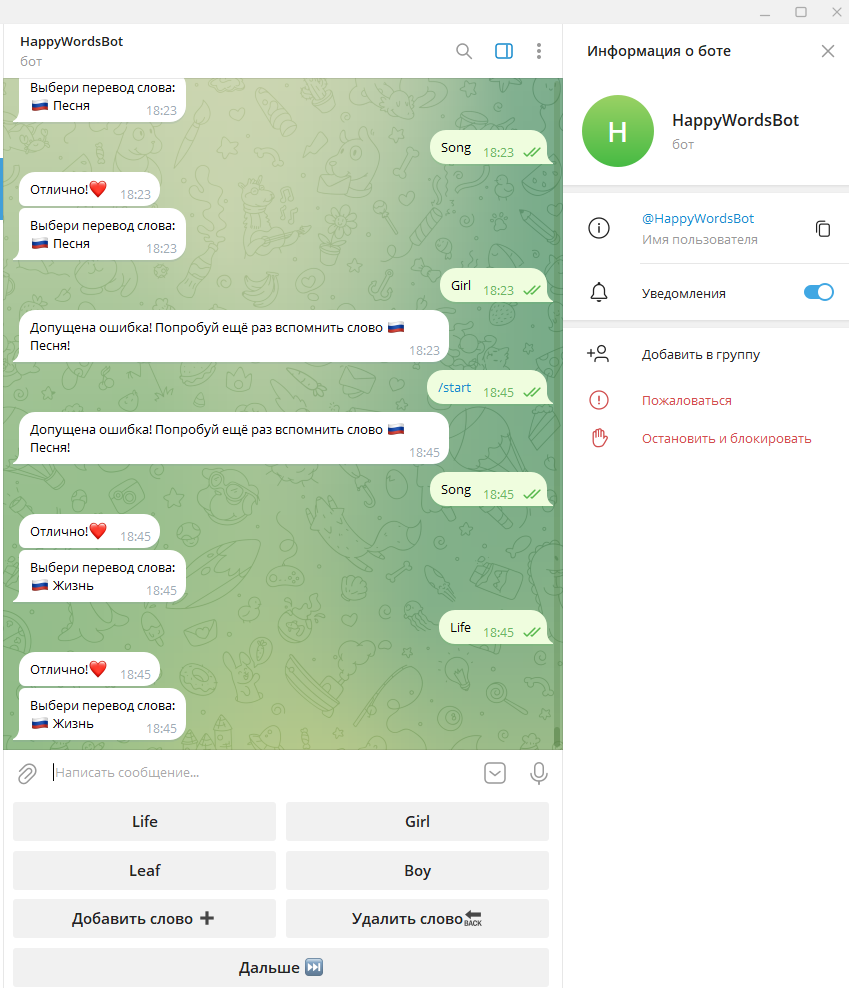 HappyWordsBot
бот
Выбери перевод слова:
🇷🇺 Песня
18:23
Song
18:23
Отлично!❤️
18:23
Выбери перевод слова:
🇷🇺 Песня
18:23
Girl
18:23
Допущена ошибка! Попробуй ещё раз вспомнить слово 🇷🇺
Песня!
18:23
/start
18:45
Допущена ошибка! Попробуй ещё раз вспомнить слово 🇷🇺
Песня!
18:45
Song
18:45
Отлично!❤️
18:45
Выбери перевод слова:
🇷🇺 Жизнь
18:45
Life
18:45
Отлично!❤️
18:45
Выбери перевод слова:
🇷🇺 Жизнь
18:45
Написать сообщение...
Life
Girl
Leaf
Boy
Добавить слово ➕
Удалить слово🔙
Дальше ⏭️
Информация о боте
H
HappyWordsBot
бот
@HappyWordsBot
Имя пользователя
Уведомления
Добавить в группу
Пожаловаться
Остановить и блокировать